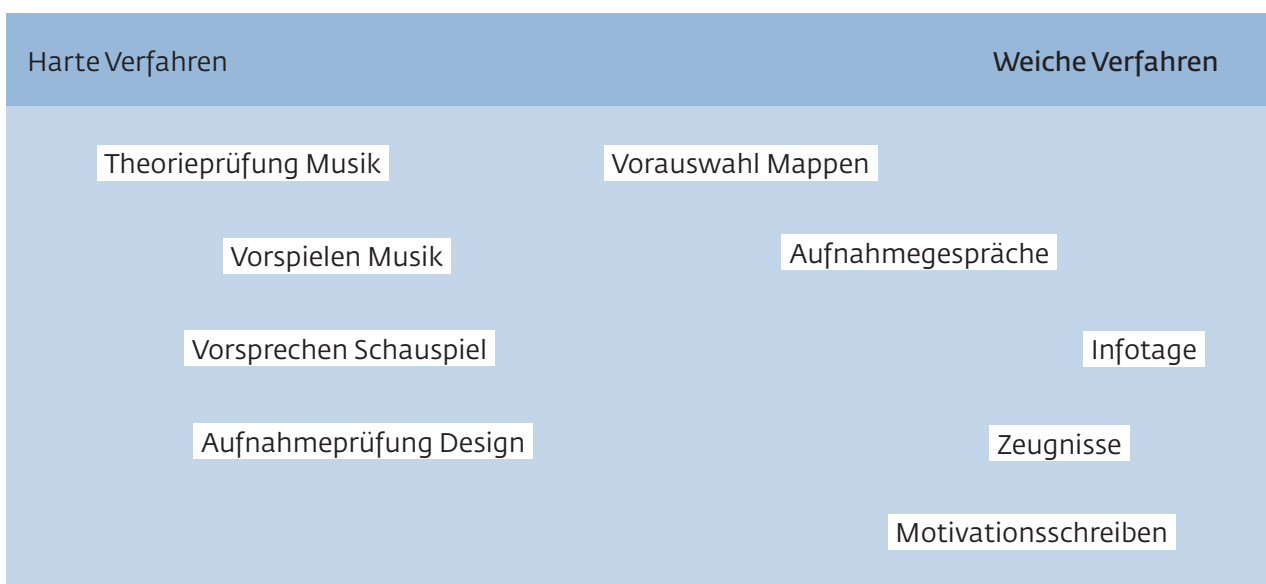 Harte Verfahren
Weiche Verfahren
Theorieprüfung Musik
Vorauswahl Mappen
Vorspielen Musik
Aufnahmegespräche
Vorsprechen Schauspiel
Infotage
Aufnahmeprüfung Design
Zeugnisse
Motivationsschreiben